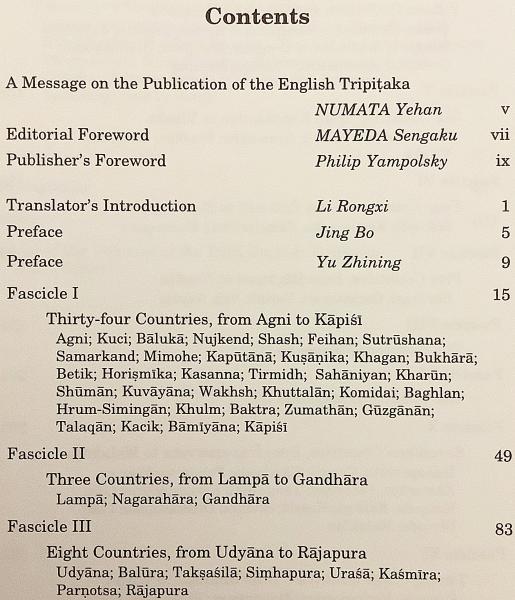 Contents
A Message on the Publication of the English Tripiṭaka
NUMATA Yehan v
Editorial Foreword MAYEDA Sengaku vii
Publisher's Foreword Philip Yampolsky ix
Translator's Introduction Li Rongxi 1
Preface Jing Bo 5
Preface Yu Zhining 9
Fascicle I 15
Thirty-four Countries, from Agni to Kāpiśī
Agni; Kuci; Bālukā; Nujkend; Shash; Feihan; Sutrūshana;
Samarkand; Mimohe; Kapūtānā; Kuṣāṇika; Khagan; Bukhārā;
Betik; Horiṣmīka; Kasanna; Tirmidh; Sahāniyan; Kharūn;
Shūmān; Kuvāyāna; Wakhsh; Khuttalān; Komidai; Baghlan;
Hrum-Simingān; Khulm; Baktra; Zumathān; Gūzgānān;
Talaqān; Kacik; Bāmīyāna; Kāpiśī
Fascicle II 49
Three Countries, from Lampā to Gandhāra
Lampā; Nagarahāra; Gandhāra
Fascicle III 83
Eight Countries, from Udyāna to Rājapura
Udyāna; Balūra; Takṣaśilā; Siṃhapura; Uraśā; Kaśmīra;
Parṇotsa; Rājapura